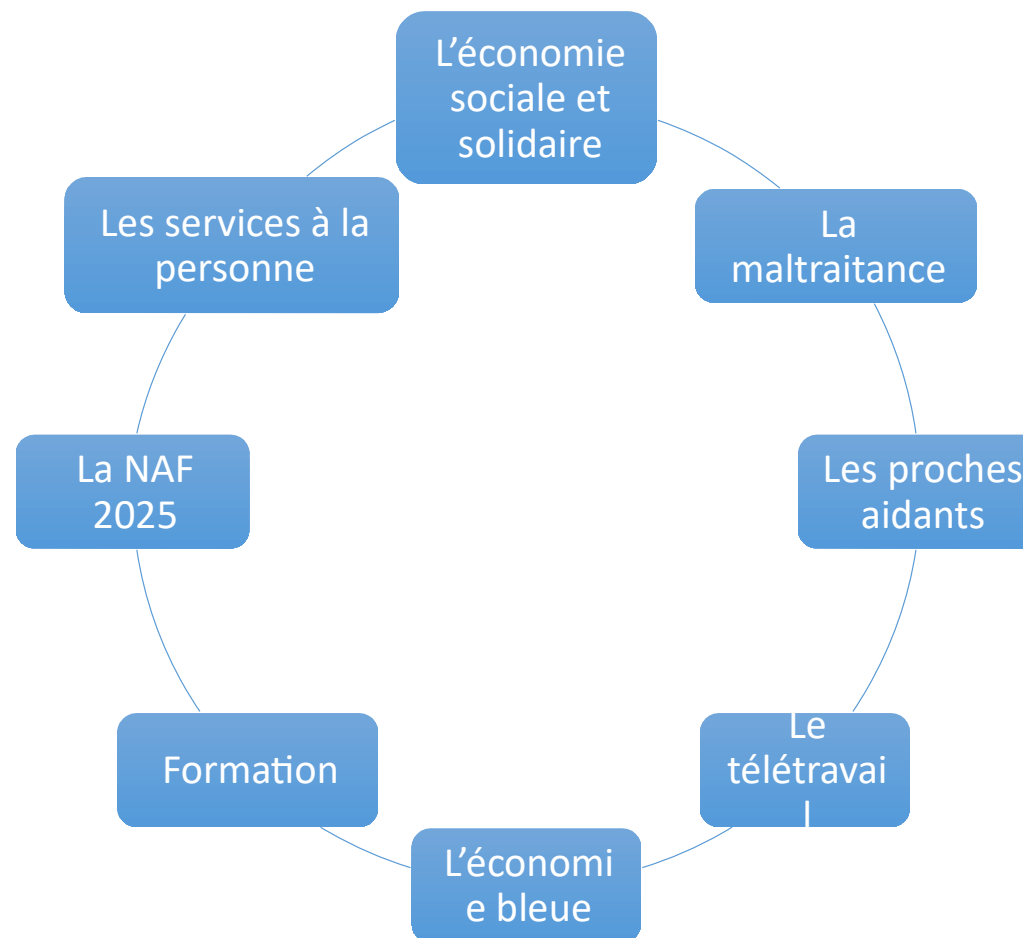 L’économie
sociale et
solidaire
La
maltraitance
Les proches
aidants
Le
télétravai
l
L’économi
e bleue
Formation
La NAF
2025
Les services à la
personne